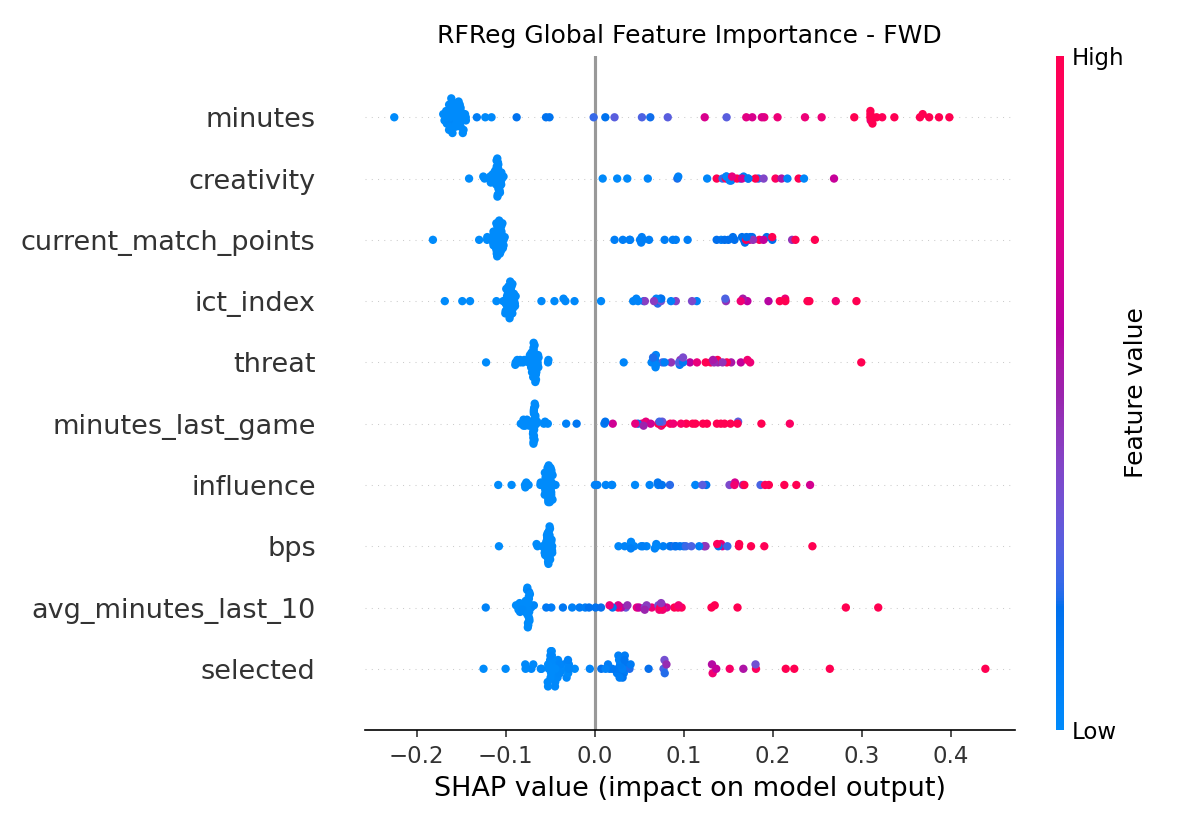 RFReg Global Feature Importance - FWD
High
minutes
creativity
current_match_points
ict_index
threat
minutes_last_game
influence
bps
avg_minutes_last_10
selected
Feature value
Low
−0.2 −0.1 0.0 0.1 0.2 0.3 0.4
SHAP value (impact on model output)